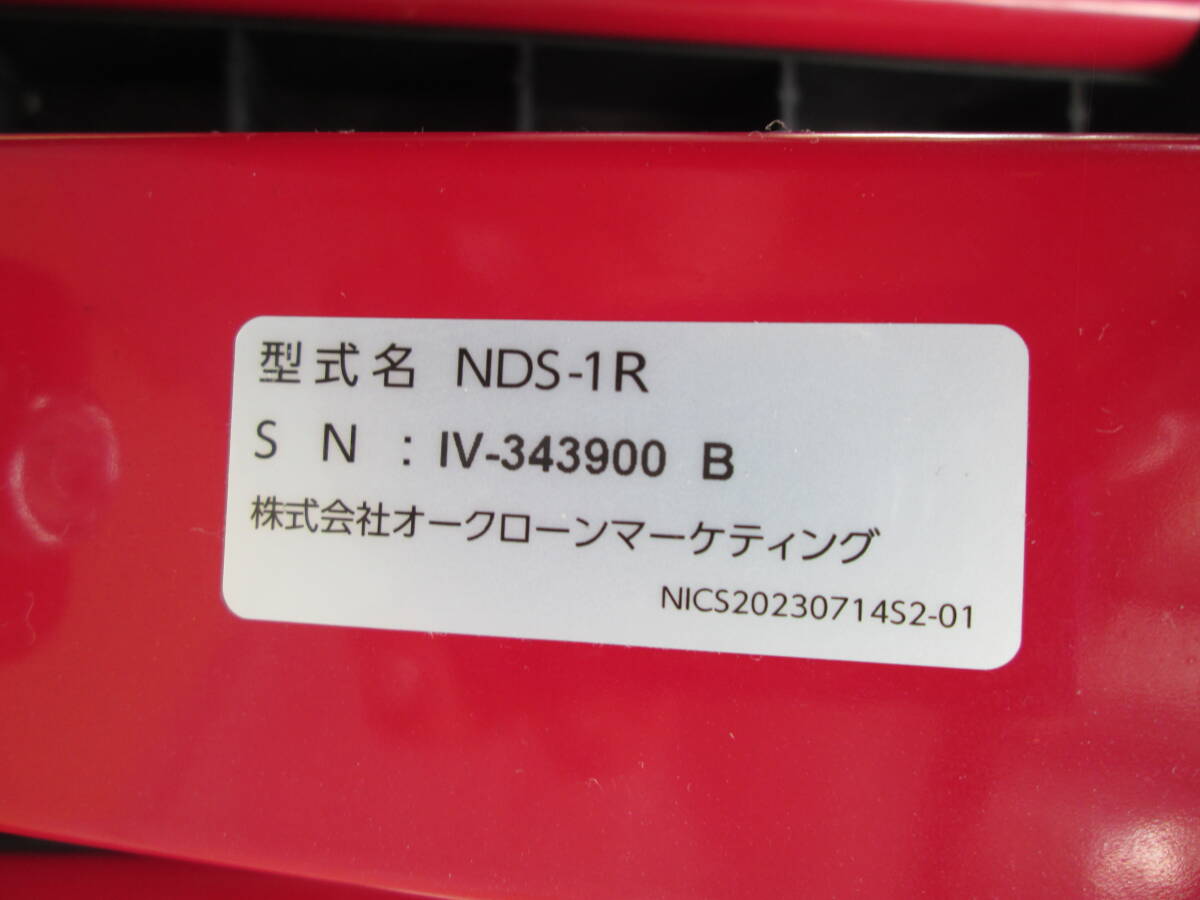 型式名 NDS-1R
S N : IV-343900 B
株式会社オークローンマーケティング
NICS20230714S2-01